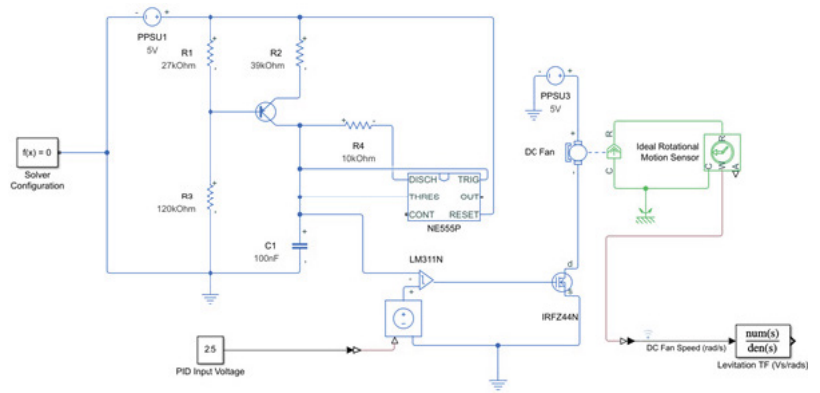 PPSU1
5V
R1
27kOhm
R2
39kOhm
R4
10kOhm
R3
120kOhm
C1
100nF
f(x) = 0
Solver
Configuration
DISCH TRIG
THRES OUT
CONT RESET
NE555P
LM311N
PPSU3
5V
DC Fan
R
C
Ideal Rotational
Motion Sensor
R
C
W
A
d
s
IRFZ44N
25
PID Input Voltage
DC Fan Speed (rad/s)
num(s)
den(s)
Levitation TF (Vs/rads)